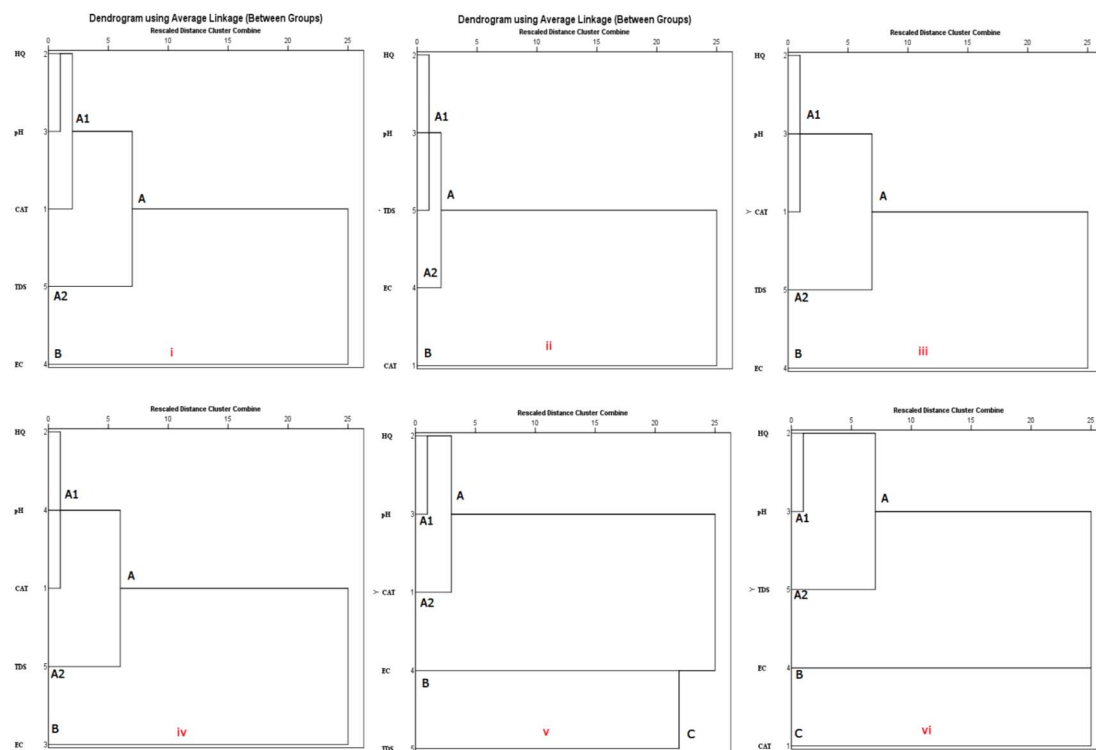 Dendrogram using Average Linkage (Between Groups)
Rescaled Distance Cluster Combine
0 5 10 15 20 25
HQ 2
A1
pH 3
A
CAT 1
TDS 5
A2
B
i
EC 4
Dendrogram using Average Linkage (Between Groups)
Rescaled Distance Cluster Combine
0 5 10 15 20 25
HQ 2
A1
pH 3
A
TDS 5
A2
EC 4
B
ii
CAT 1
Rescaled Distance Cluster Combine
0 5 10 15 20 25
HQ 2
A1
pH 3
A
Y CAT 1
TDS 5
A2
B
iii
EC 4
Rescaled Distance Cluster Combine
0 5 10 15 20 25
HQ 2
A1
pH 4
A
CAT 1
TDS 5
A2
B
iv
EC 3
Rescaled Distance Cluster Combine
0 5 10 15 20 25
HQ 2
A
pH 3
A1
Y CAT 1
A2
EC 4
B
v
C
TDS 5
Rescaled Distance Cluster Combine
0 5 10 15 20 25
HQ 2
A
A1
pH 3
Y TDS 5
A2
EC 4
B
C
vi
CAT 1